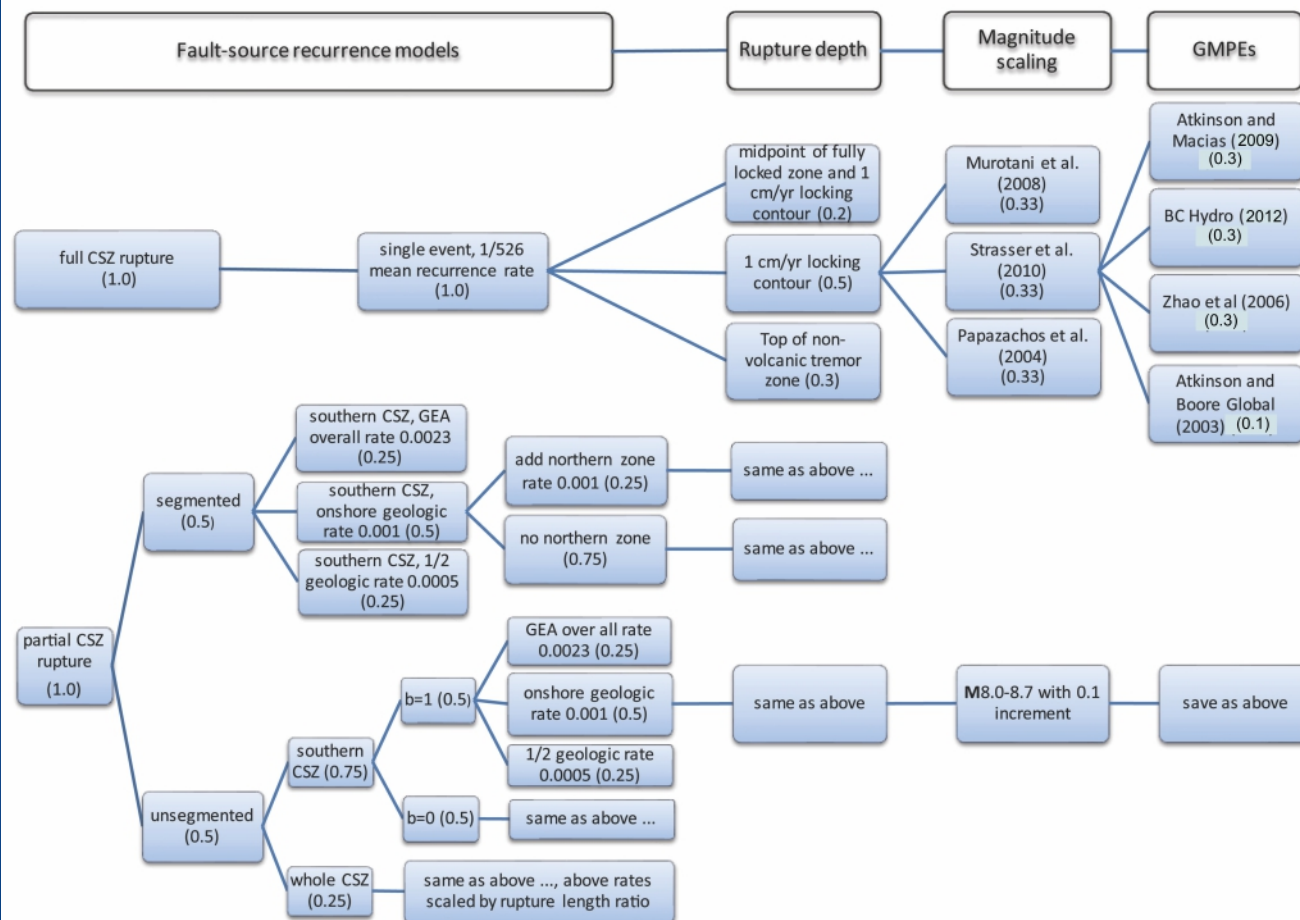 Fault-source recurrence models
Rupture depth
Magnitude
scaling
GMPEs
full CSZ rupture
(1.0)
single event, 1/526
mean recurrence rate
(1.0)
midpoint of fully
locked zone and 1
cm/yr locking
contour (0.2)
1 cm/yr locking
contour (0.5)
Top of non-
volcanic tremor
zone (0.3)
Murotani et al.
(2008)
(0.33)
Strasser et al.
(2010)
(0.33)
Papazachos et al.
(2004)
(0.33)
Atkinson and
Macias (2009)
(0.3)
BC Hydro (2012)
(0.3)
Zhao et al (2006)
(0.3)
Atkinson and
Boore Global
(2003) (0.1)
partial CSZ
rupture
(1.0)
segmented
(0.5)
southern CSZ, GEA
overall rate 0.0023
(0.25)
southern CSZ,
onshore geologic
rate 0.001 (0.5)
southern CSZ, 1/2
geologic rate 0.0005
(0.25)
add northern zone
rate 0.001 (0.25)
same as above ...
no northern zone
(0.75)
same as above ...
unsegmented
(0.5)
southern
CSZ (0.75)
b=1 (0.5)
GEA over all rate
0.0023 (0.25)
onshore geologic
rate 0.001 (0.5)
1/2 geologic rate
0.0005 (0.25)
same as above
M8.0-8.7 with 0.1
increment
save as above
b=0 (0.5)
same as above ...
whole CSZ
(0.25)
same as above ..., above rates
scaled by rupture length ratio